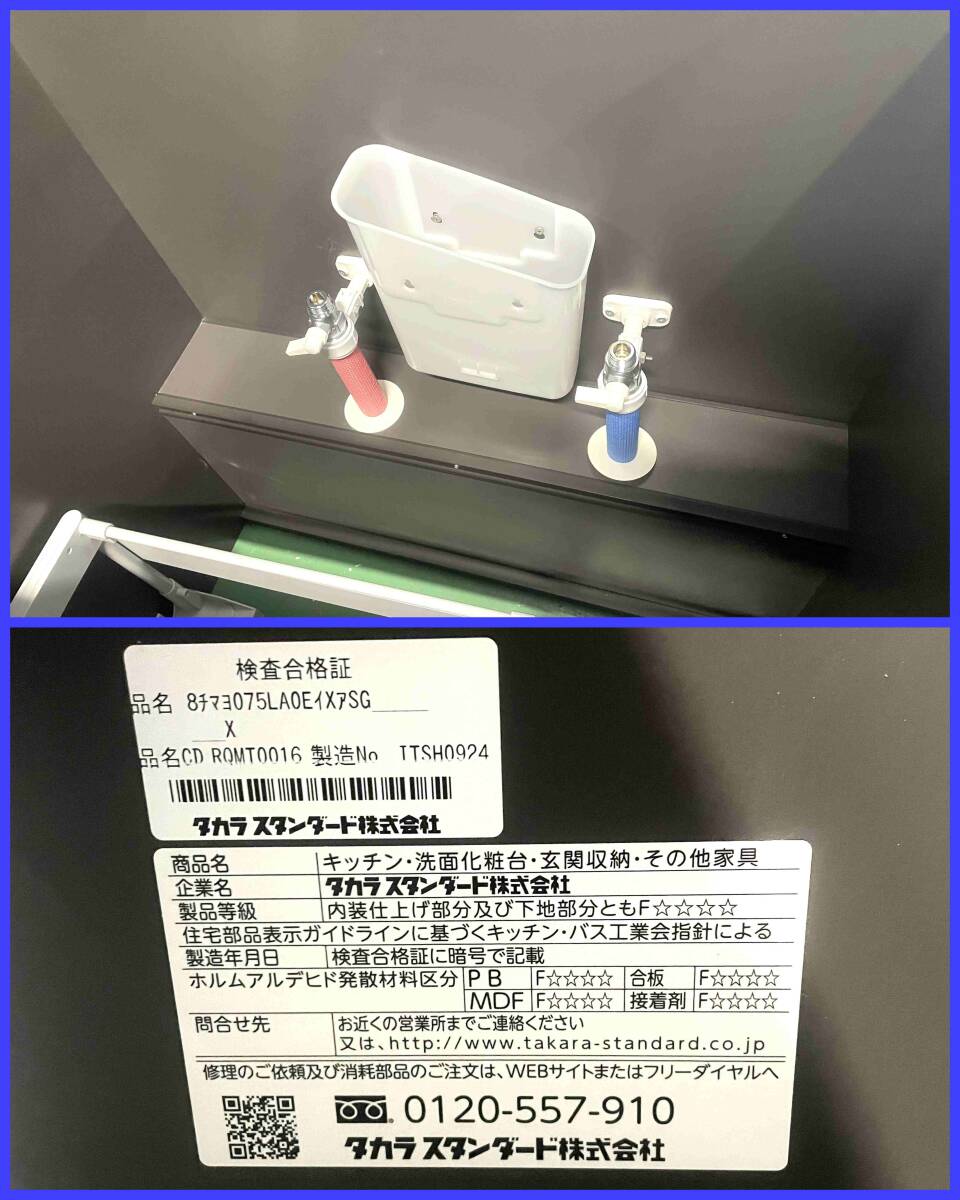 検査合格証
品名 8ﾁﾏﾖ075LA0EｲXｱSG______
___X
品名CD RQMT0016 製造No ITSH0924
タカラスタンダード株式会社
商品名 キッチン・洗面化粧台・玄関収納・その他家具
企業名 タカラスタンダード株式会社
製品等級 内装仕上げ部分及び下地部分ともF☆☆☆☆
住宅部品表示ガイドラインに基づくキッチン・バス工業会指針による
製造年月日 検査合格証に暗号で記載
ホルムアルデヒド発散材料区分 PB F☆☆☆☆ 合板 F☆☆☆☆
MDF F☆☆☆☆ 接着剤 F☆☆☆☆
問合せ先 お近くの営業所までご連絡ください
又は、http://www.takara-standard.co.jp
修理のご依頼及び消耗部品のご注文は、WEBサイトまたはフリーダイヤルへ
0120-557-910
タカラスタンダード株式会社